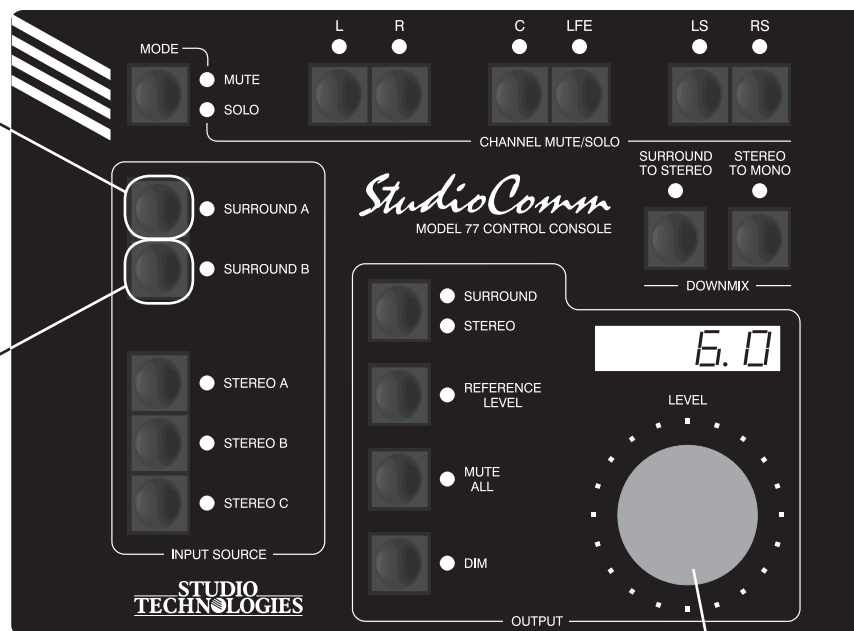 MODE
MUTE
SOLO
L
R
C
LFE
LS
RS
CHANNEL MUTE/SOLO
SURROUND A
SURROUND B
STEREO A
STEREO B
STEREO C
INPUT SOURCE
STUDIO
TECHNOLOGIES
StudioComm
MODEL 77 CONTROL CONSOLE
SURROUND
TO STEREO
STEREO
TO MONO
DOWNMIX
SURROUND
STEREO
REFERENCE
LEVEL
MUTE
ALL
DIM
6.0
LEVEL
OUTPUT